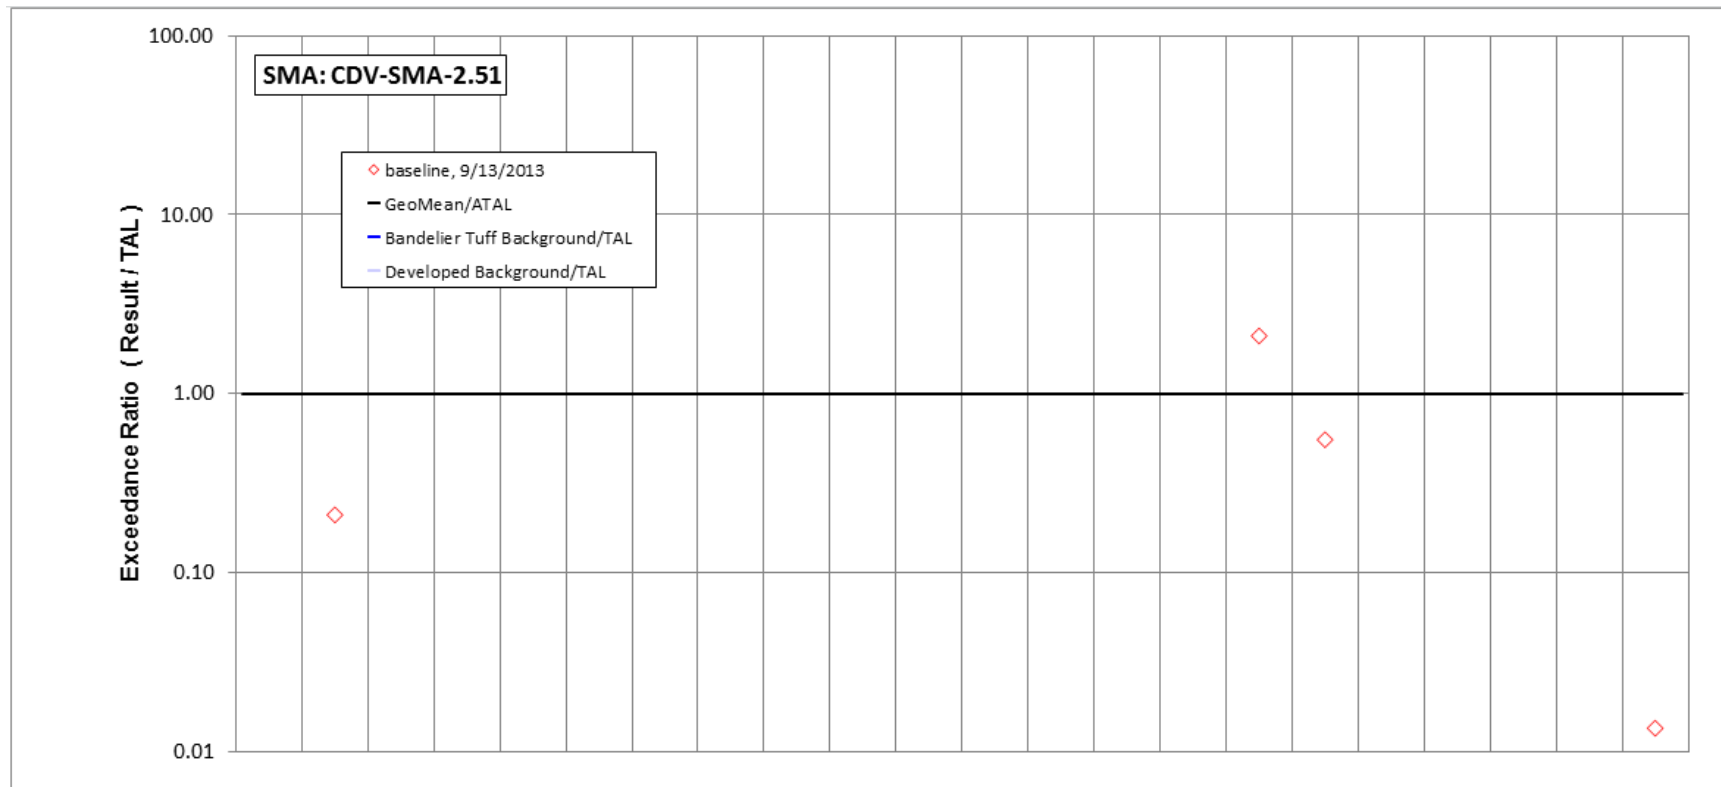 100.00
SMA: CDV-SMA-2.51
baseline, 9/13/2013
GeoMean/ATAL
Bandelier Tuff Background/TAL
Developed Background/TAL
10.00
1.00
0.10
0.01
Exceedance Ratio ( Result / TAL )